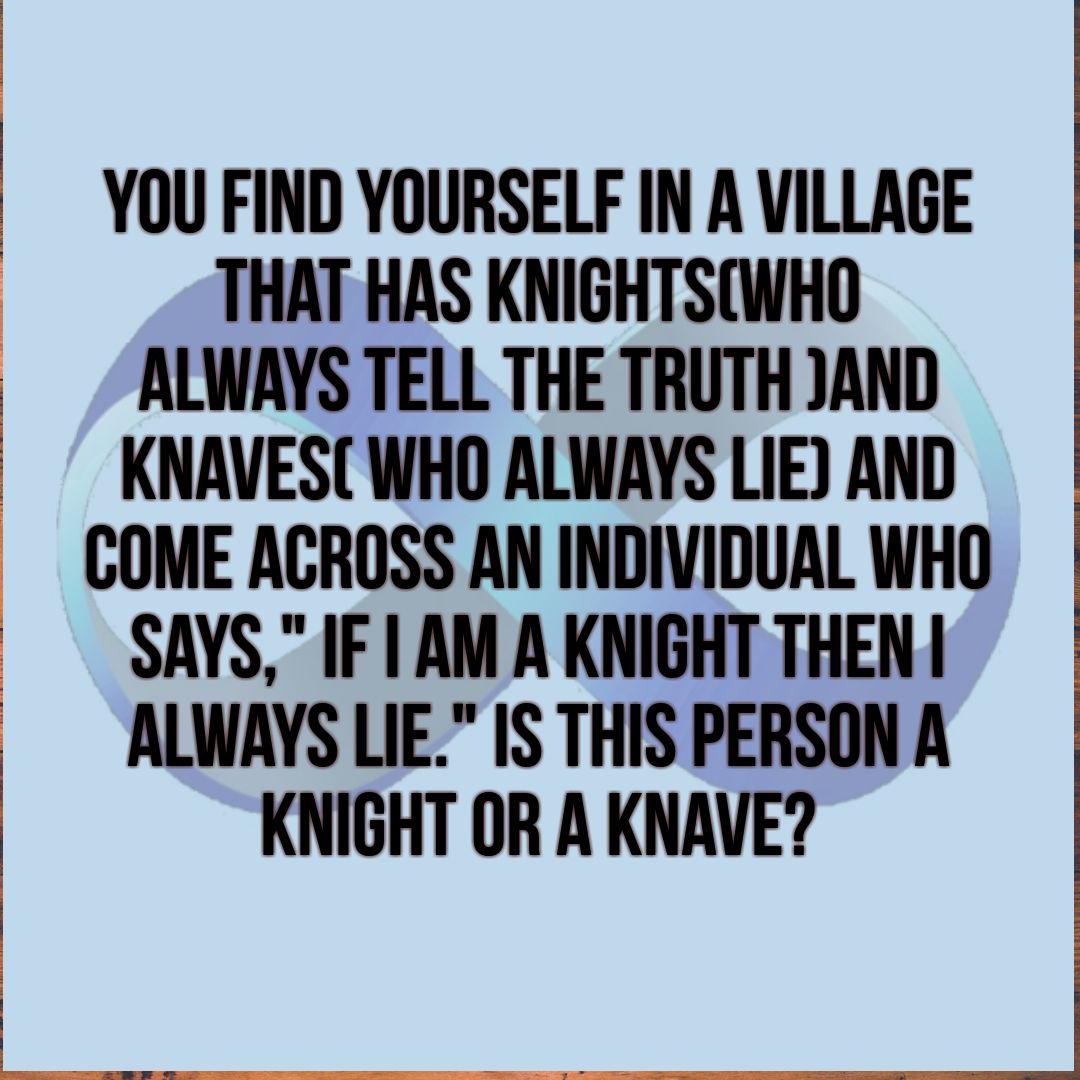 YOU FIND YOURSELF IN A VILLAGE
THAT HAS KNIGHTS(WHO
ALWAYS TELL THE TRUTH )AND
KNAVES( WHO ALWAYS LIE) AND
COME ACROSS AN INDIVIDUAL WHO
SAYS," IF I AM A KNIGHT THEN I
ALWAYS LIE." IS THIS PERSON A
KNIGHT OR A KNAVE?